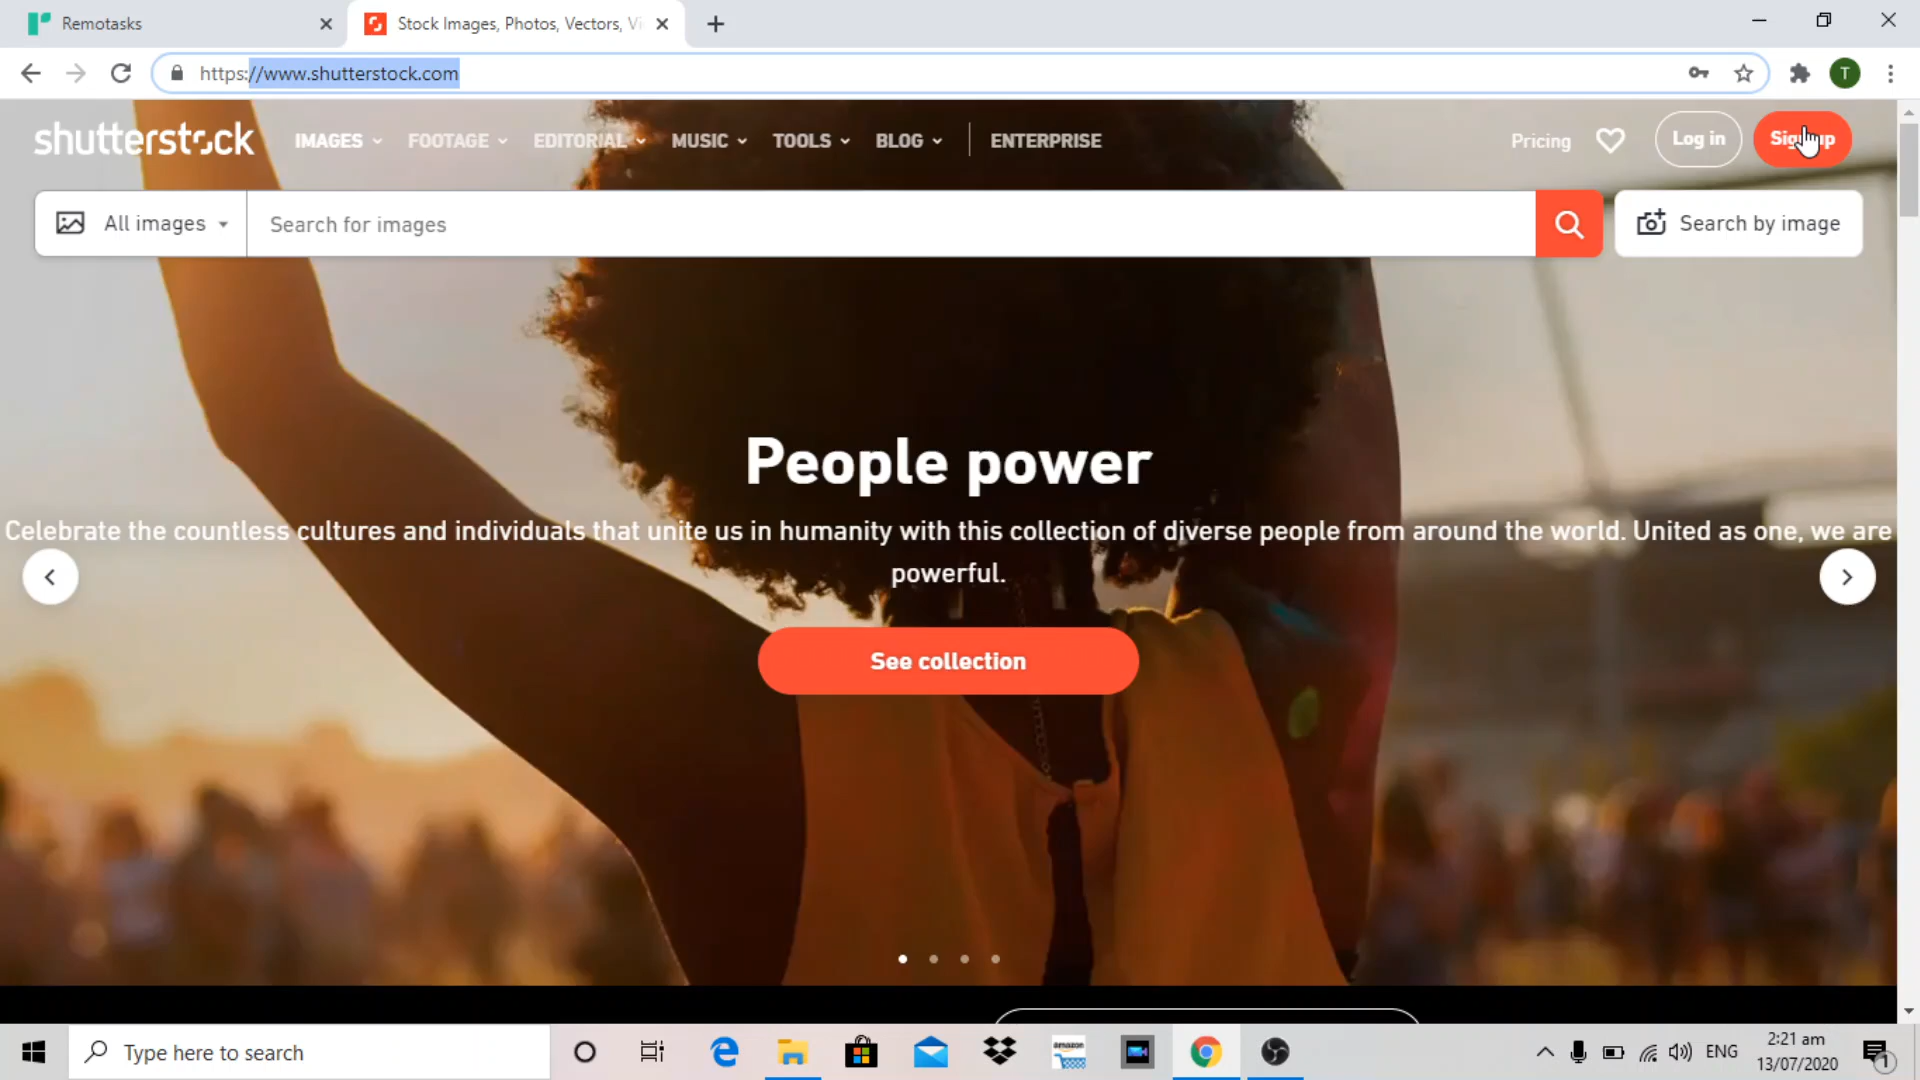 Remotasks
Stock Images, Photos, Vectors, Vi
https://www.shutterstock.com
T
shutterstock
IMAGES
FOOTAGE
EDITORIAL
MUSIC
TOOLS
BLOG
ENTERPRISE
Pricing
Log in
Sign up
All images
Search for images
Search by image
People power
Celebrate the countless cultures and individuals that unite us in humanity with this collection of diverse people from around the world. United as one, we are
powerful.
See collection
Type here to search
amazon
ENG
2:21 am
13/07/2020
1